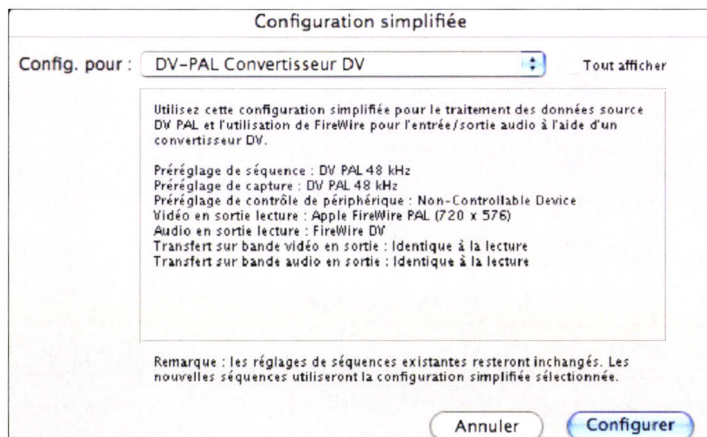 Configuration simplifiée
Config. pour : DV-PAL Convertisseur DV Tout afficher
Utilisez cette configuration simplifiée pour le traitement des données source
DV PAL et l'utilisation de FireWire pour l'entrée/sortie audio à l'aide d'un
convertisseur DV.
Préréglage de séquence : DV PAL 48 kHz
Préréglage de capture : DV PAL 48 kHz
Préréglage de contrôle de périphérique : Non-Controllable Device
Vidéo en sortie lecture : Apple FireWire PAL (720 x 576)
Audio en sortie lecture : FireWire DV
Transfert sur bande vidéo en sortie : Identique à la lecture
Transfert sur bande audio en sortie : Identique à la lecture
Remarque : les réglages de séquences existantes resteront inchangés. Les
nouvelles séquences utiliseront la configuration simplifiée sélectionnée.
Annuler Configurer